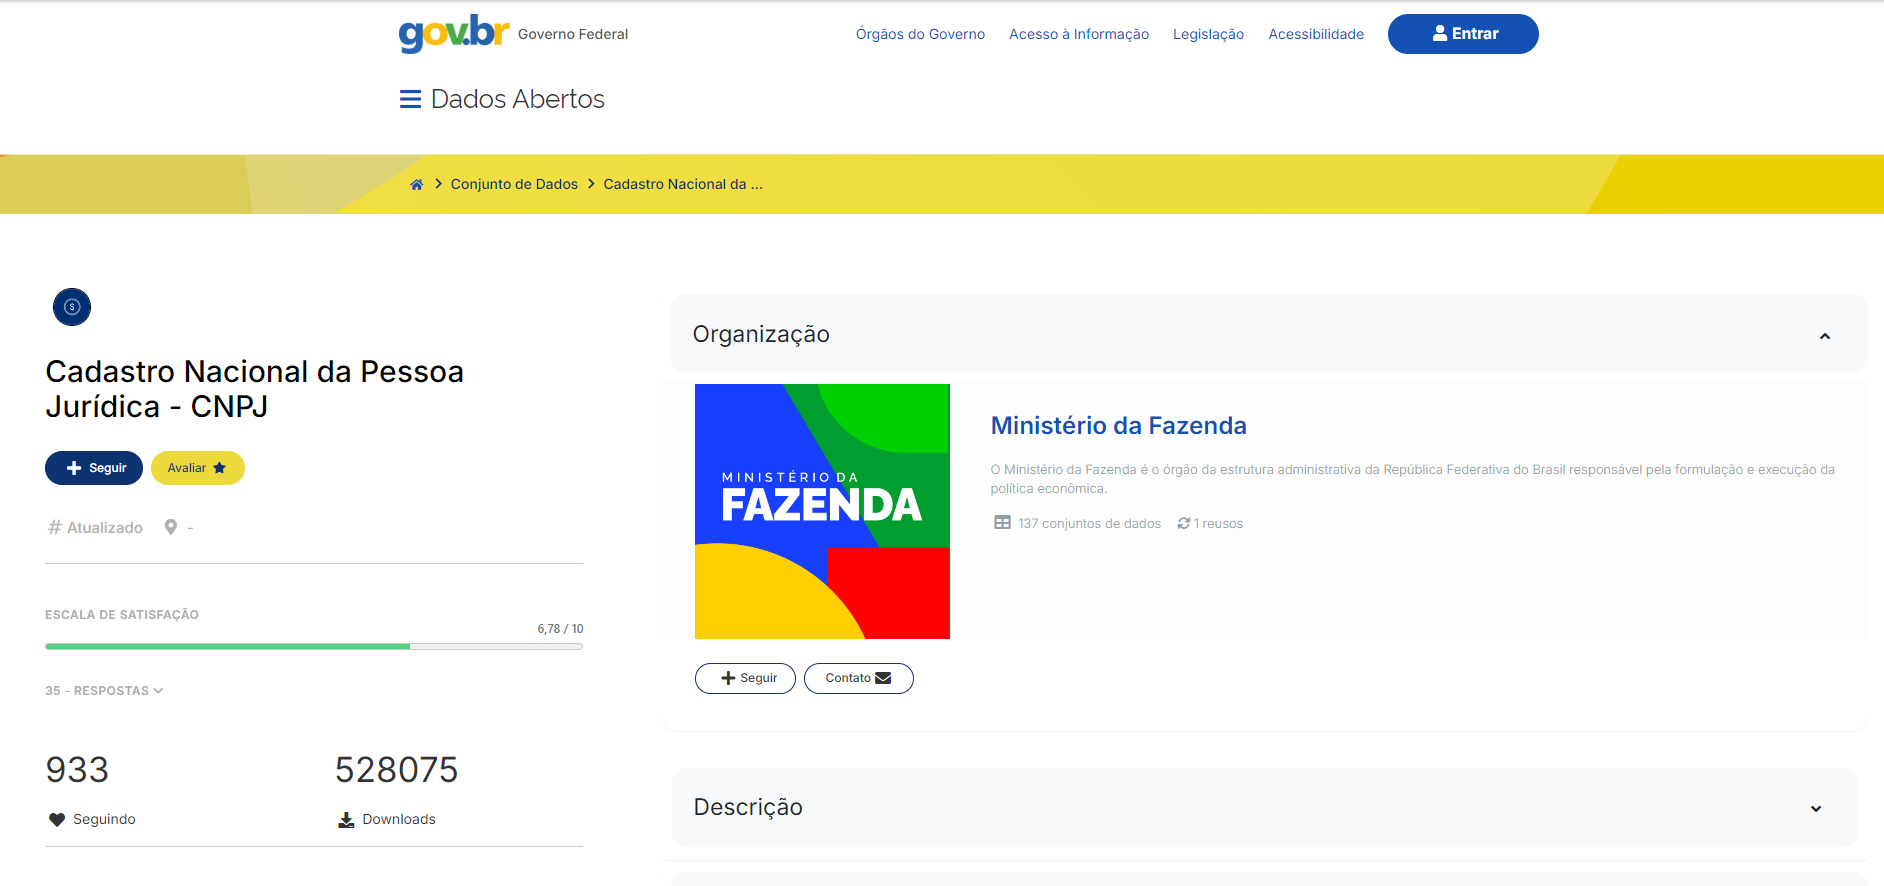 gov.br Governo Federal
Órgãos do Governo Acesso à Informação Legislação Acessibilidade Entrar
Dados Abertos
Conjunto de Dados Cadastro Nacional da ...
Cadastro Nacional da Pessoa
Jurídica - CNPJ
Seguir Avaliar
# Atualizado -
ESCALA DE SATISFAÇÃO
6,78 / 10
35 - RESPOSTAS
933 528075
Seguindo Downloads
Organização
MINISTÉRIO DA
FAZENDA
Ministério da Fazenda
O Ministério da Fazenda é o órgão da estrutura administrativa da República Federativa do Brasil responsável pela formulação e execução da
política econômica.
137 conjuntos de dados 1 reusos
Seguir Contato
Descrição